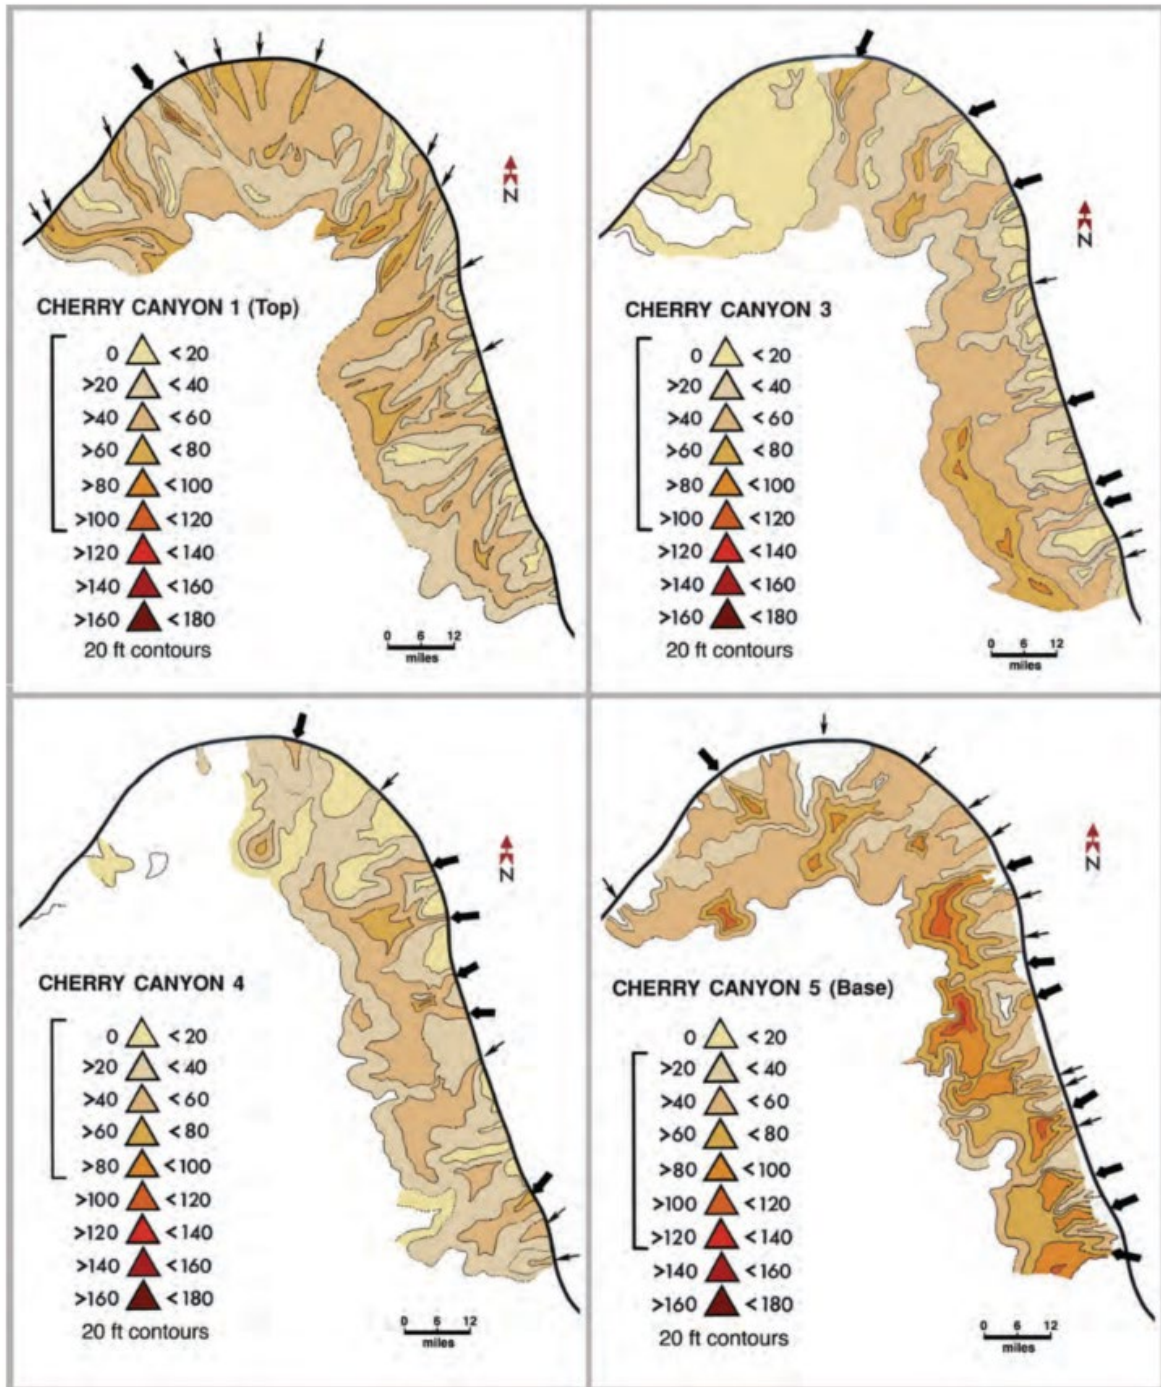 N
CHERRY CANYON 1 (Top)
0 <20
>20 <40
>40 <60
>60 <80
>80 <100
>100 <120
>120 <140
>140 <160
>160 <180
20 ft contours
0 6 12
miles
N
CHERRY CANYON 3
0 <20
>20 <40
>40 <60
>60 <80
>80 <100
>100 <120
>120 <140
>140 <160
>160 <180
20 ft contours
0 6 12
miles
N
CHERRY CANYON 4
0 <20
>20 <40
>40 <60
>60 <80
>80 <100
>100 <120
>120 <140
>140 <160
>160 <180
20 ft contours
0 6 12
miles
N
CHERRY CANYON 5 (Base)
0 <20
>20 <40
>40 <60
>60 <80
>80 <100
>100 <120
>120 <140
>140 <160
>160 <180
20 ft contours
0 6 12
miles